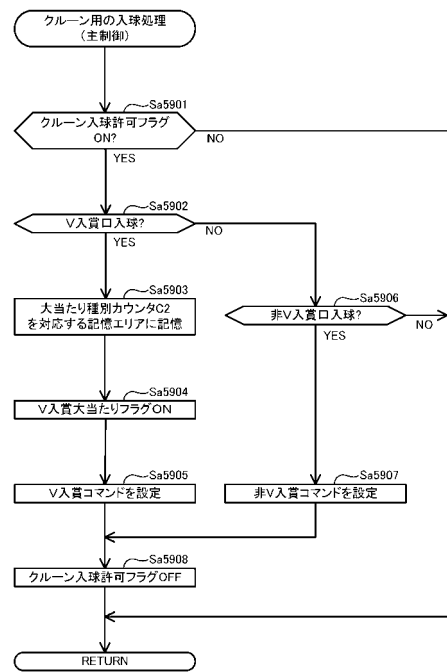 クルーン用の入球処理
(主制御)
Sa5901
クルーン入球許可フラグ
ON?
NO
YES
Sa5902
V入賞口入球?
NO
YES
Sa5903
大当たり種別カウンタC2
を対応する記憶エリアに記憶
Sa5906
非V入賞口入球?
NO
YES
Sa5904
V入賞大当たりフラグON
Sa5905
V入賞コマンドを設定
Sa5907
非V入賞コマンドを設定
Sa5908
クルーン入球許可フラグOFF
RETURN